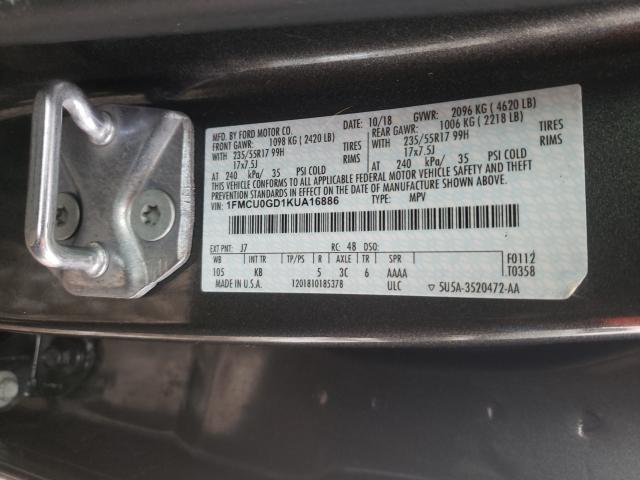 MFD. BY FORD MOTOR CO.
DATE: 10/18 GVWR: 2096 KG ( 4620 LB)
FRONT GAWR: 1098 KG ( 2420 LB) REAR GAWR: 1006 KG ( 2218 LB)
235/55R17 99H TIRES 235/55R17 99H TIRES
17x7.5J RIMS 17x7.5J RIMS
AT 240 kPa/ 35 PSI COLD AT 240 kPa/ 35 PSI COLD
THIS VEHICLE CONFORMS TO ALL APPLICABLE FEDERAL MOTOR VEHICLE SAFETY AND THEFT
PREVENTION STANDARDS IN EFFECT ON THE DATE OF MANUFACTURE SHOWN ABOVE.
VIN: 1FMCU0GD1KUA16886 TYPE: MPV
EXT PNT: J7 RC: 48 DSO: F0112
WB INT TR TP/PS R AXLE TR SPR T0358
105 KB 5 3C 6 AAAA
MADE IN U.S.A. 1201810185378 ULC ▽ 5U5A-3520472-AA